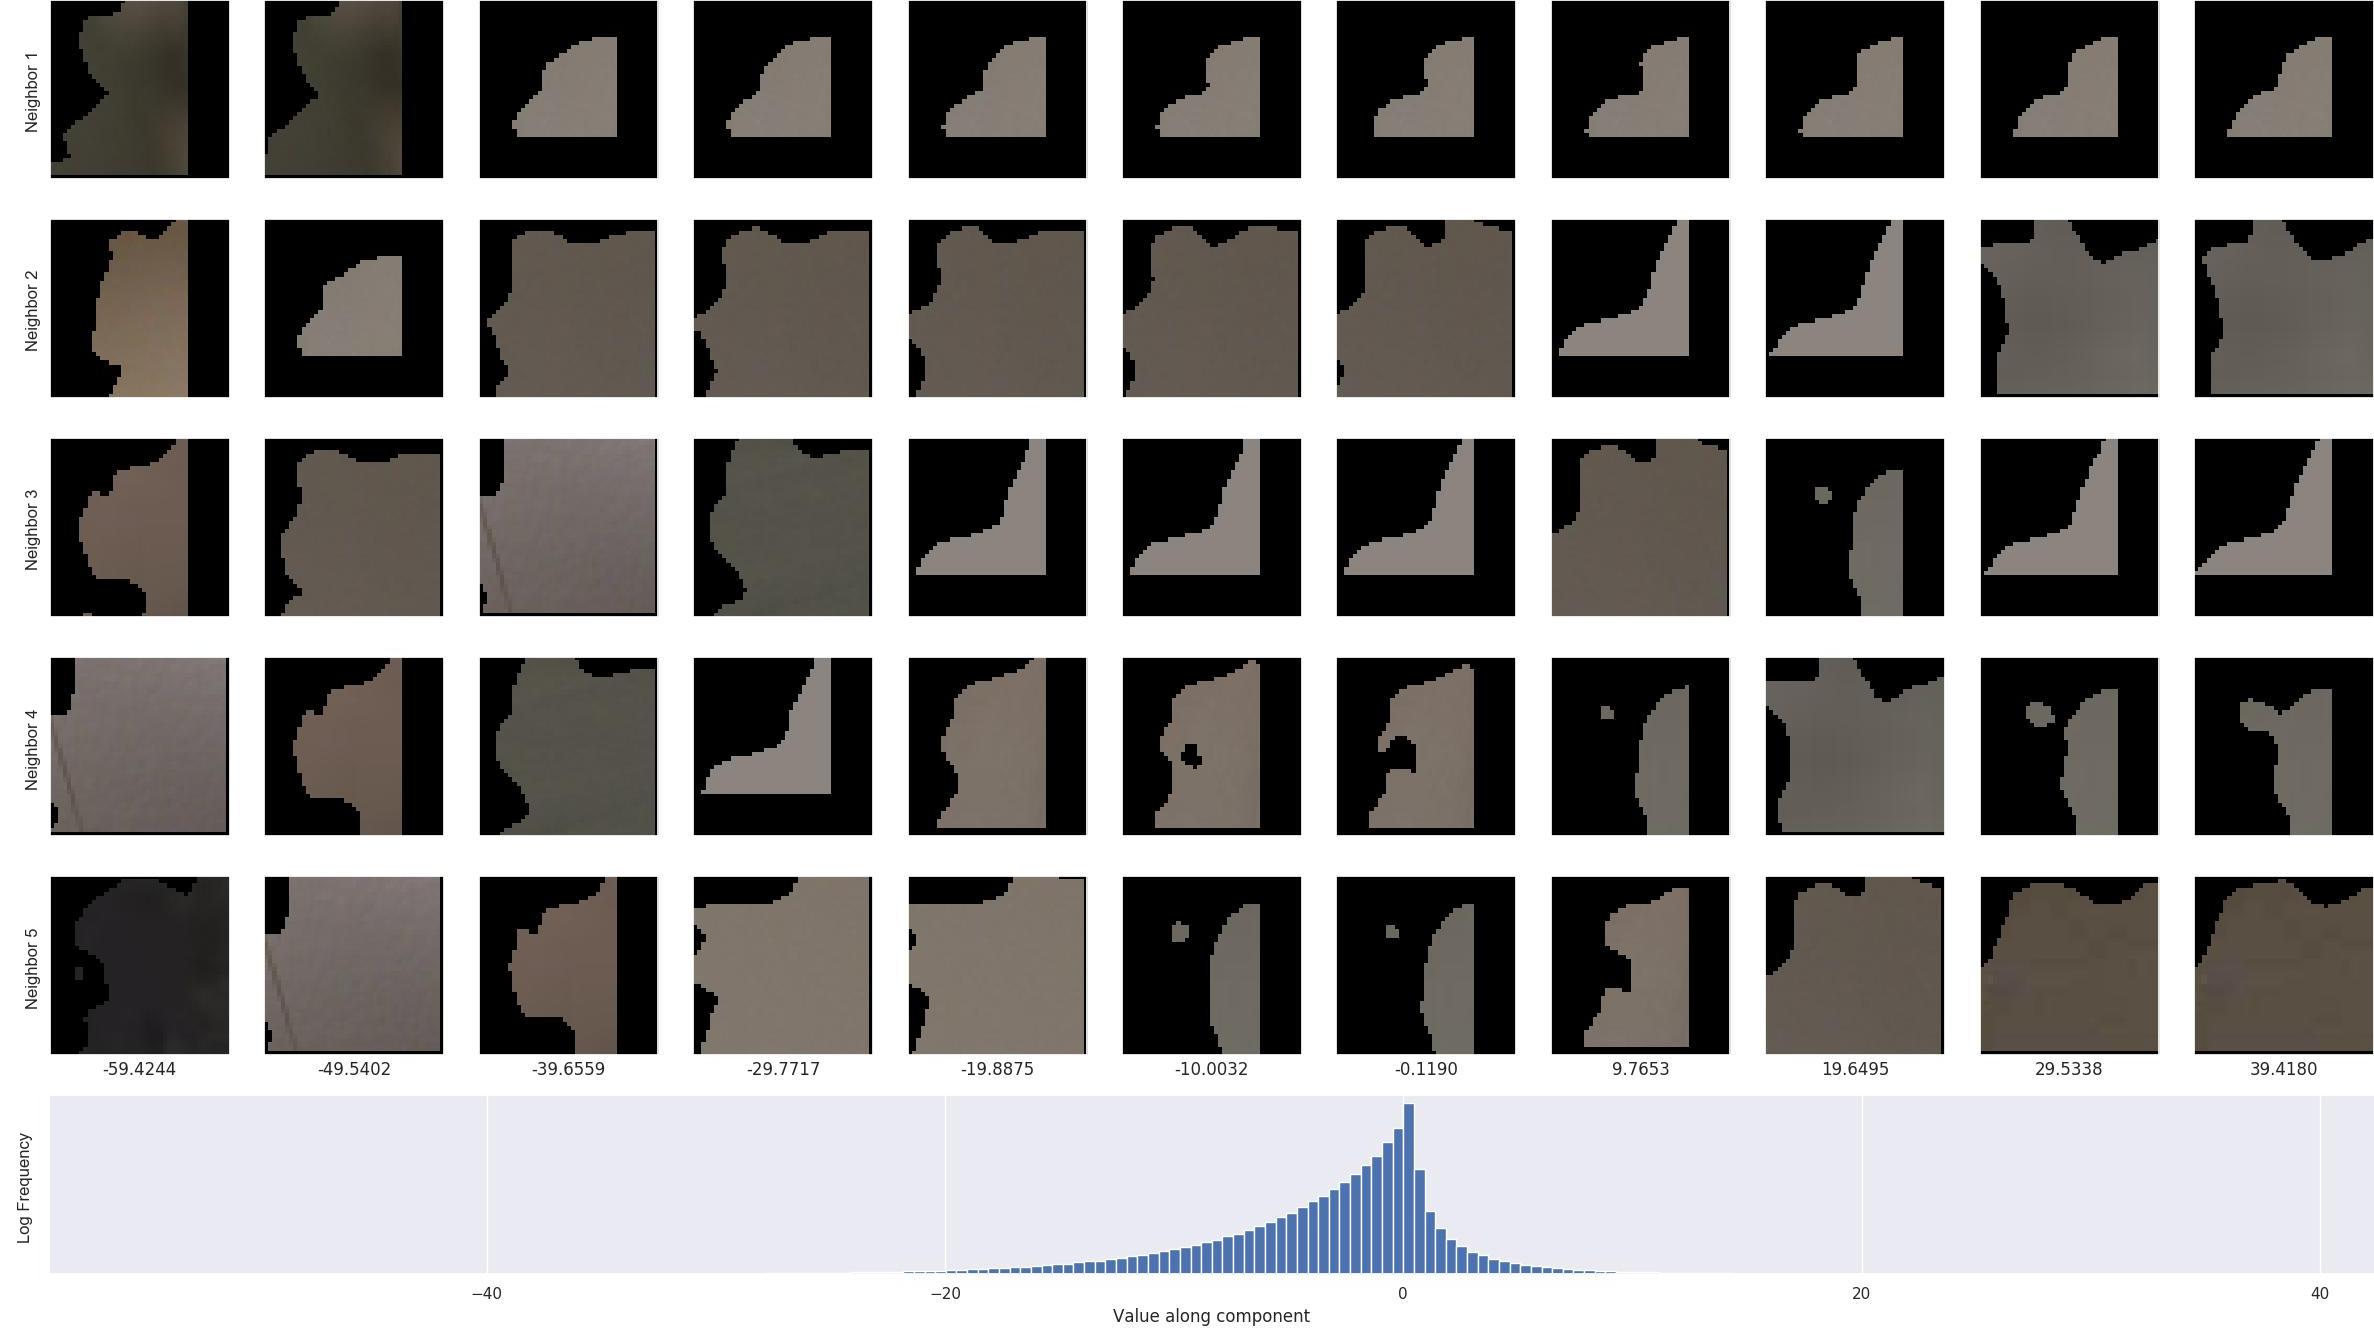 Neighbor 1
Neighbor 2
Neighbor 3
Neighbor 4
Neighbor 5
-59.4244 -49.5402 -39.6559 -29.7717 -19.8875 -10.0032 -0.1190 9.7653 19.6495 29.5338 39.4180
Log Frequency
−40 −20 0 20 40
Value along component